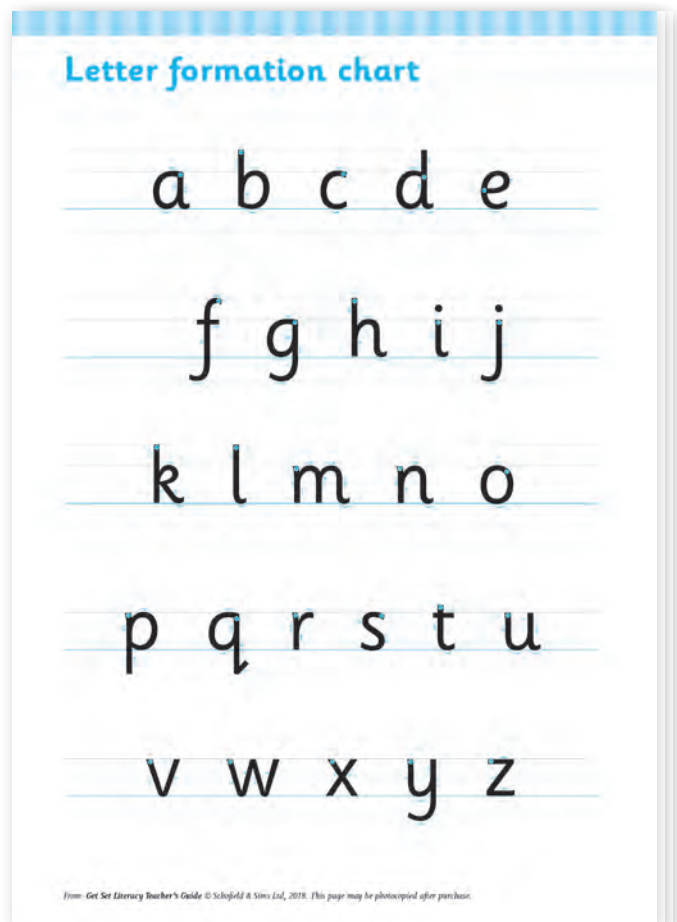 Letter formation chart
a b c d e
f g h i j
k l m n o
p q r s t u
v w x y z
From Get Set Literacy Teacher's Guide © Schofield & Sims Ltd, 2018. This page may be photocopied after purchase.